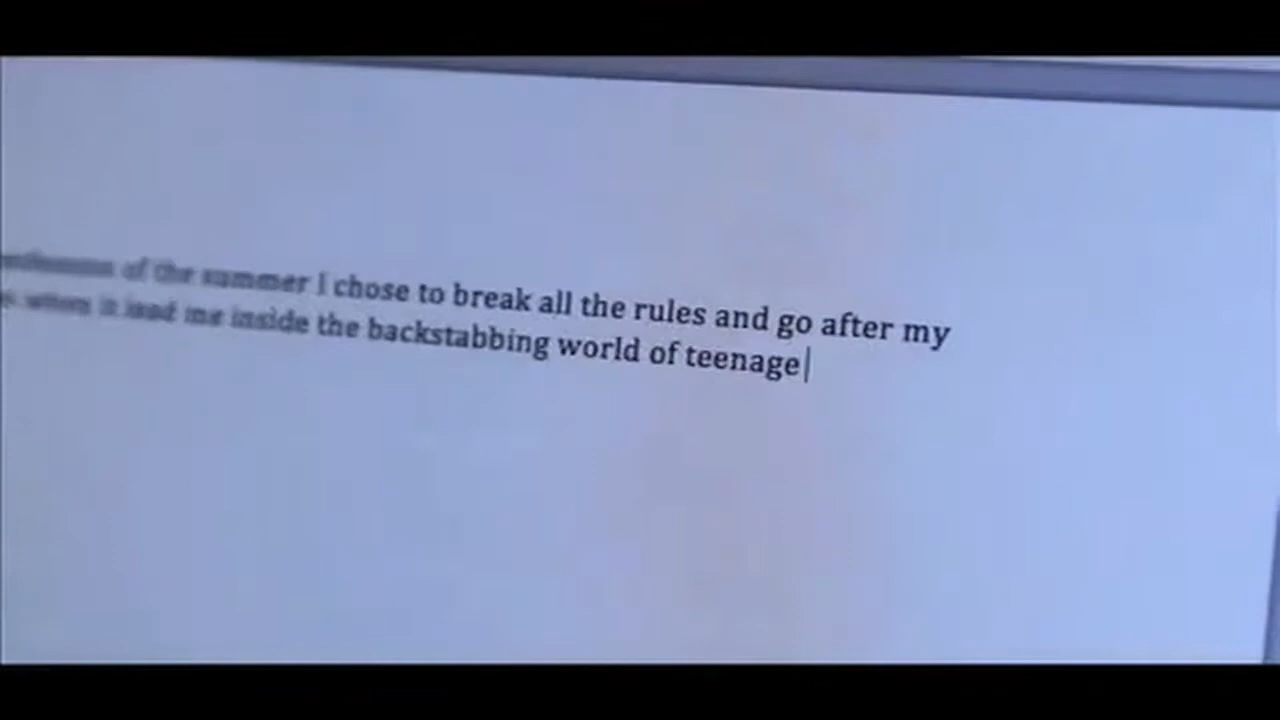 of the summer I chose to break all the rules and go after my
me inside the backstabbing world of teenage